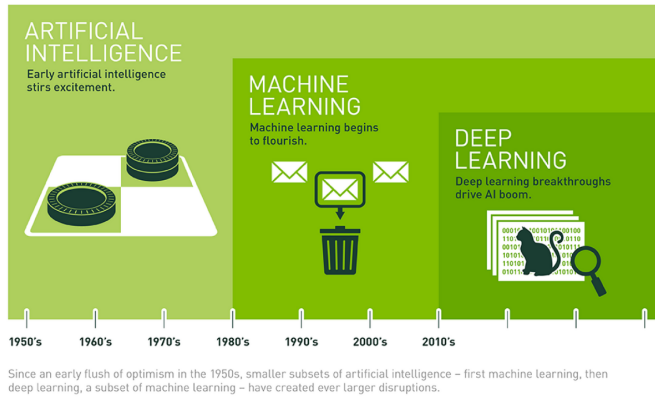 ARTIFICIAL
INTELLIGENCE
Early artificial intelligence
stirs excitement.
MACHINE
LEARNING
Machine learning begins
to flourish.
DEEP
LEARNING
Deep learning breakthroughs
drive AI boom.
1950's 1960's 1970's 1980's 1990's 2000's 2010's
Since an early flush of optimism in the 1950s, smaller subsets of artificial intelligence – first machine learning, then
deep learning, a subset of machine learning – have created ever larger disruptions.